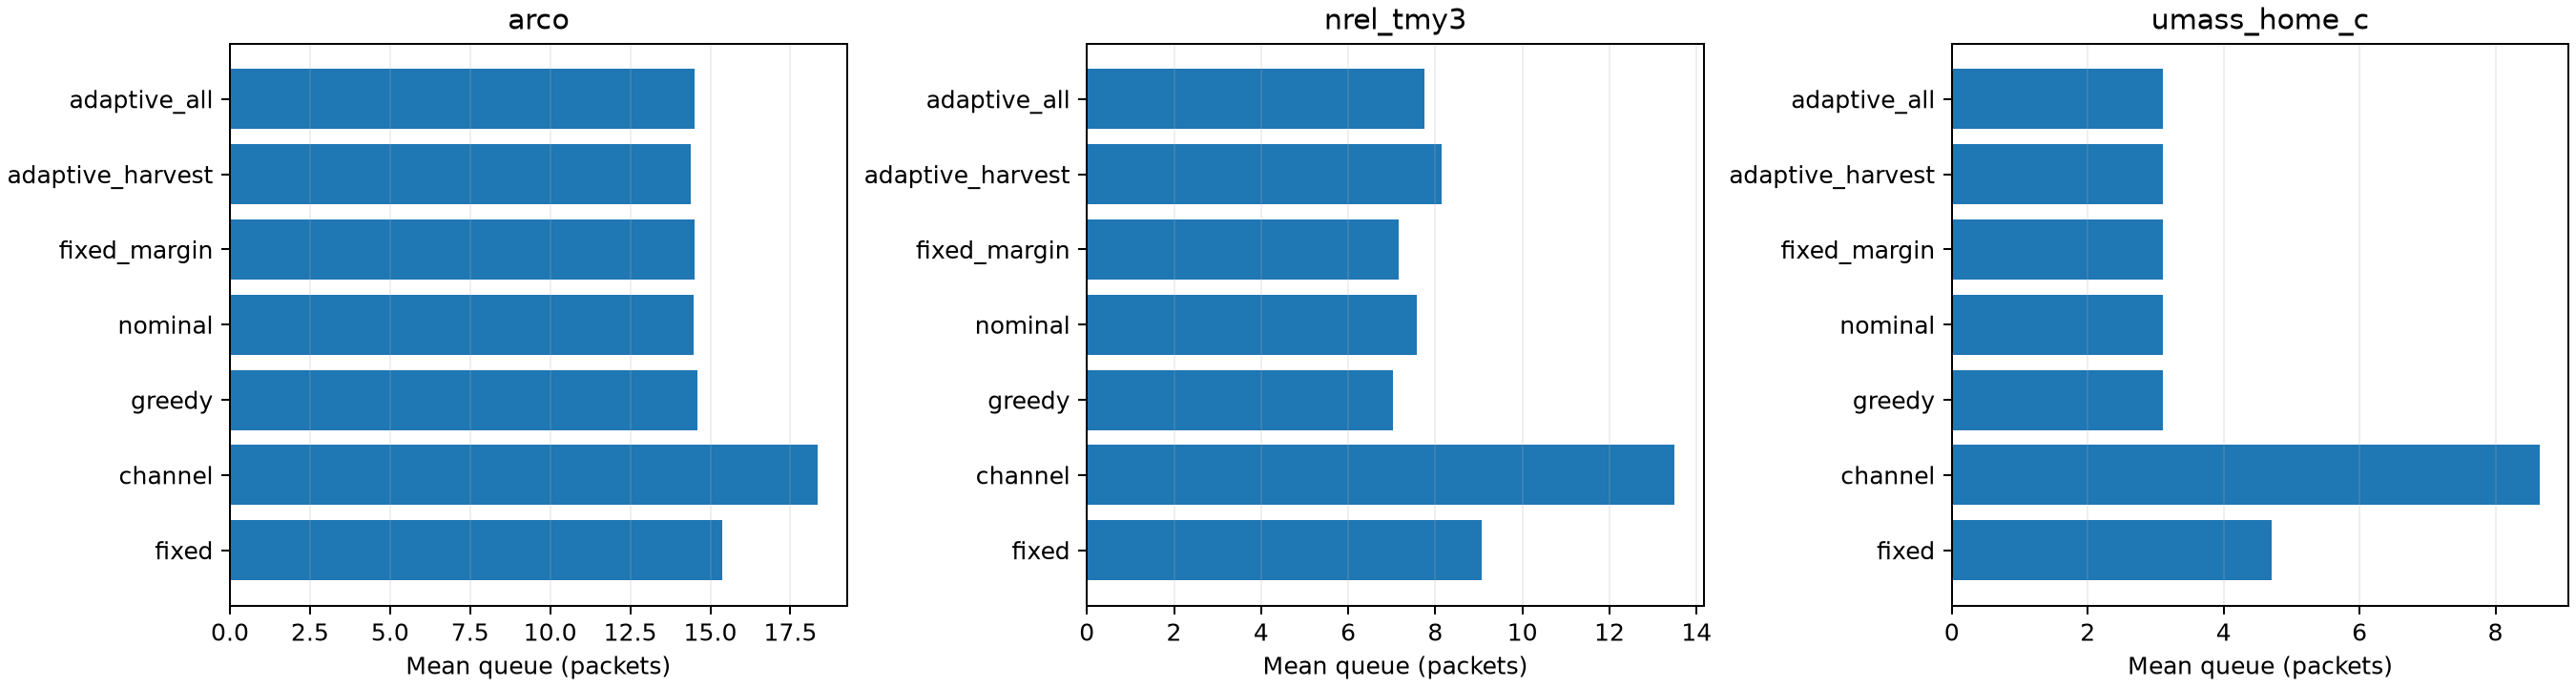 arco
adaptive_all
adaptive_harvest
fixed_margin
nominal
greedy
channel
fixed
0.0 2.5 5.0 7.5 10.0 12.5 15.0 17.5
Mean queue (packets)
nrel_tmy3
adaptive_all
adaptive_harvest
fixed_margin
nominal
greedy
channel
fixed
0 2 4 6 8 10 12 14
Mean queue (packets)
umass_home_c
adaptive_all
adaptive_harvest
fixed_margin
nominal
greedy
channel
fixed
0 2 4 6 8
Mean queue (packets)